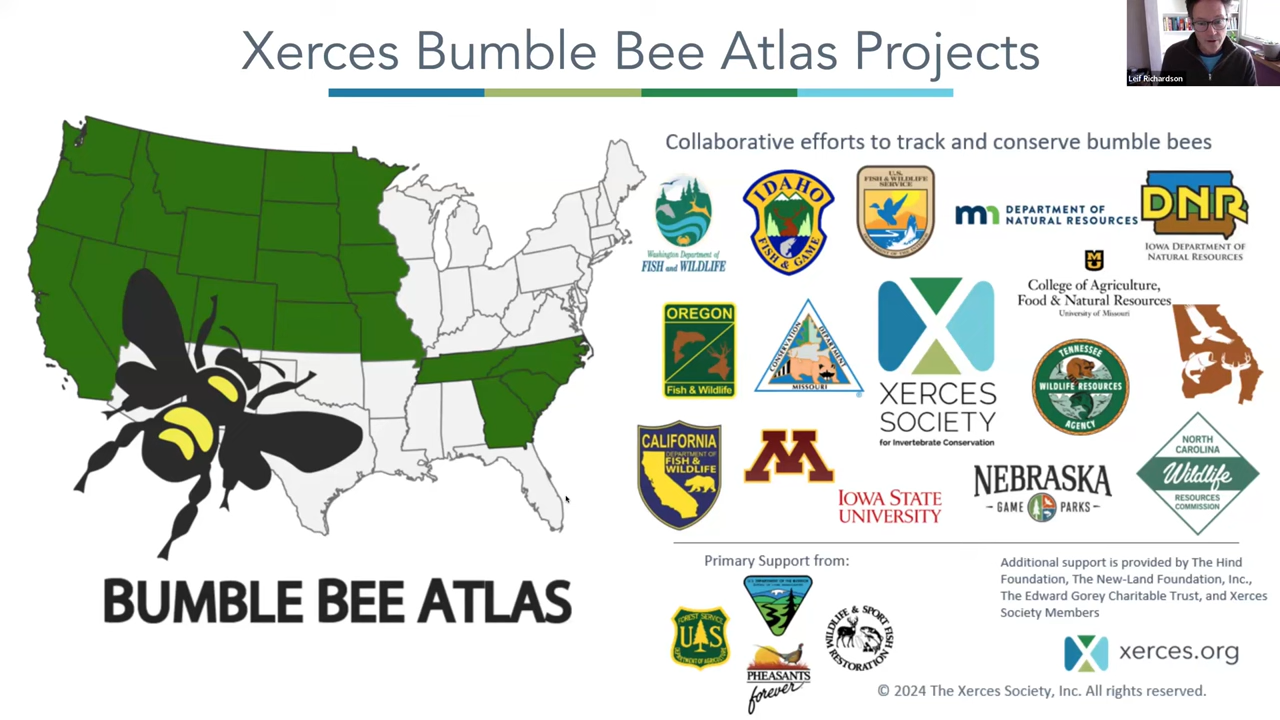 Xerces Bumble Bee Atlas Projects
Leif Richardson
Collaborative efforts to track and conserve bumble bees
Washington Department of
FISH and WILDLIFE
IDAHO
FISH & GAME
U.S.
FISH & WILDLIFE
SERVICE
mn DEPARTMENT OF
NATURAL RESOURCES
DNR
IOWA DEPARTMENT OF
NATURAL RESOURCES
MU
College of Agriculture,
Food & Natural Resources
University of Missouri
OREGON
Fish & Wildlife
CONSERVATION DEPARTMENT
MISSOURI
XERCES
SOCIETY
for Invertebrate Conservation
TENNESSEE
WILDLIFE RESOURCES
AGENCY
CALIFORNIA
DEPARTMENT OF
FISH &
WILDLIFE
M
IOWA STATE
UNIVERSITY
NEBRASKA
GAME PARKS
NORTH
CAROLINA
Wildlife
RESOURCES
COMMISSION
BUMBLE BEE ATLAS
Primary Support from:
FOREST SERVICE
U S
DEPARTMENT OF AGRICULTURE
U.S. DEPARTMENT OF THE INTERIOR
PHEASANTS
forever
WILDLIFE & SPORT FISH
RESTORATION
Additional support is provided by The Hind
Foundation, The New-Land Foundation, Inc.,
The Edward Gorey Charitable Trust, and Xerces
Society Members
xerces.org
© 2024 The Xerces Society, Inc. All rights reserved.